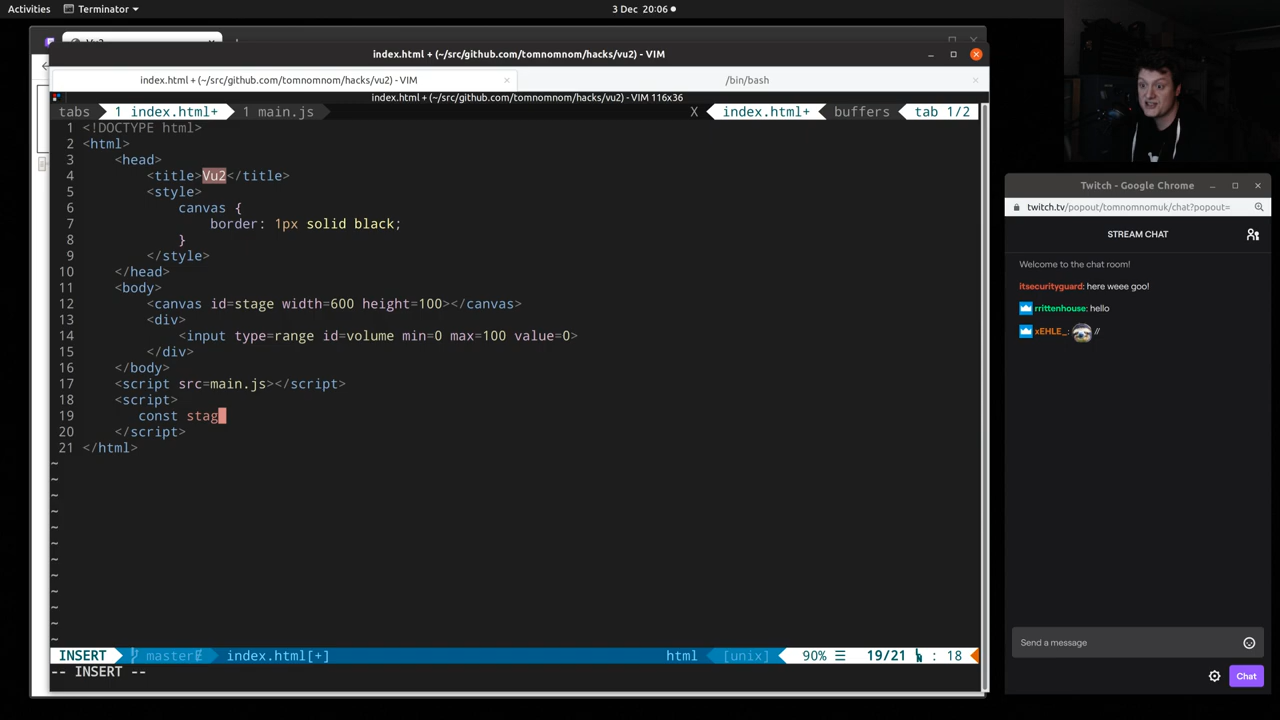 Activities
Terminator
3 Dec 20:06
index.html + (~/src/github.com/tomnomnom/hacks/vu2) - VIM
index.html + (~/src/github.com/tomnomnom/hacks/vu2) - VIM
/bin/bash
index.html + (~/src/github.com/tomnomnom/hacks/vu2) - VIM 116x36
tabs 1 index.html+ 1 main.js X index.html+ buffers tab 1/2
1 <!DOCTYPE html>
2 <html>
3 <head>
4 <title>Vu2</title>
5 <style>
6 canvas {
7 border: 1px solid black;
8 }
9 </style>
10 </head>
11 <body>
12 <canvas id=stage width=600 height=100></canvas>
13 <div>
14 <input type=range id=volume min=0 max=100 value=0>
15 </div>
16 </body>
17 <script src=main.js></script>
18 <script>
19 const stag
20 </script>
21 </html>
~
~
~
~
~
~
~
~
~
~
~
~
INSERT master index.html[+] html [unix] 90% ☰ 19/21 : 18
-- INSERT --
Twitch - Google Chrome
twitch.tv/popout/tomnomnomuk/chat?popout=
STREAM CHAT
Welcome to the chat room!
itsecurityguard: here weee goo!
rrittenhouse: hello
xEHLE_: //
Send a message
Chat